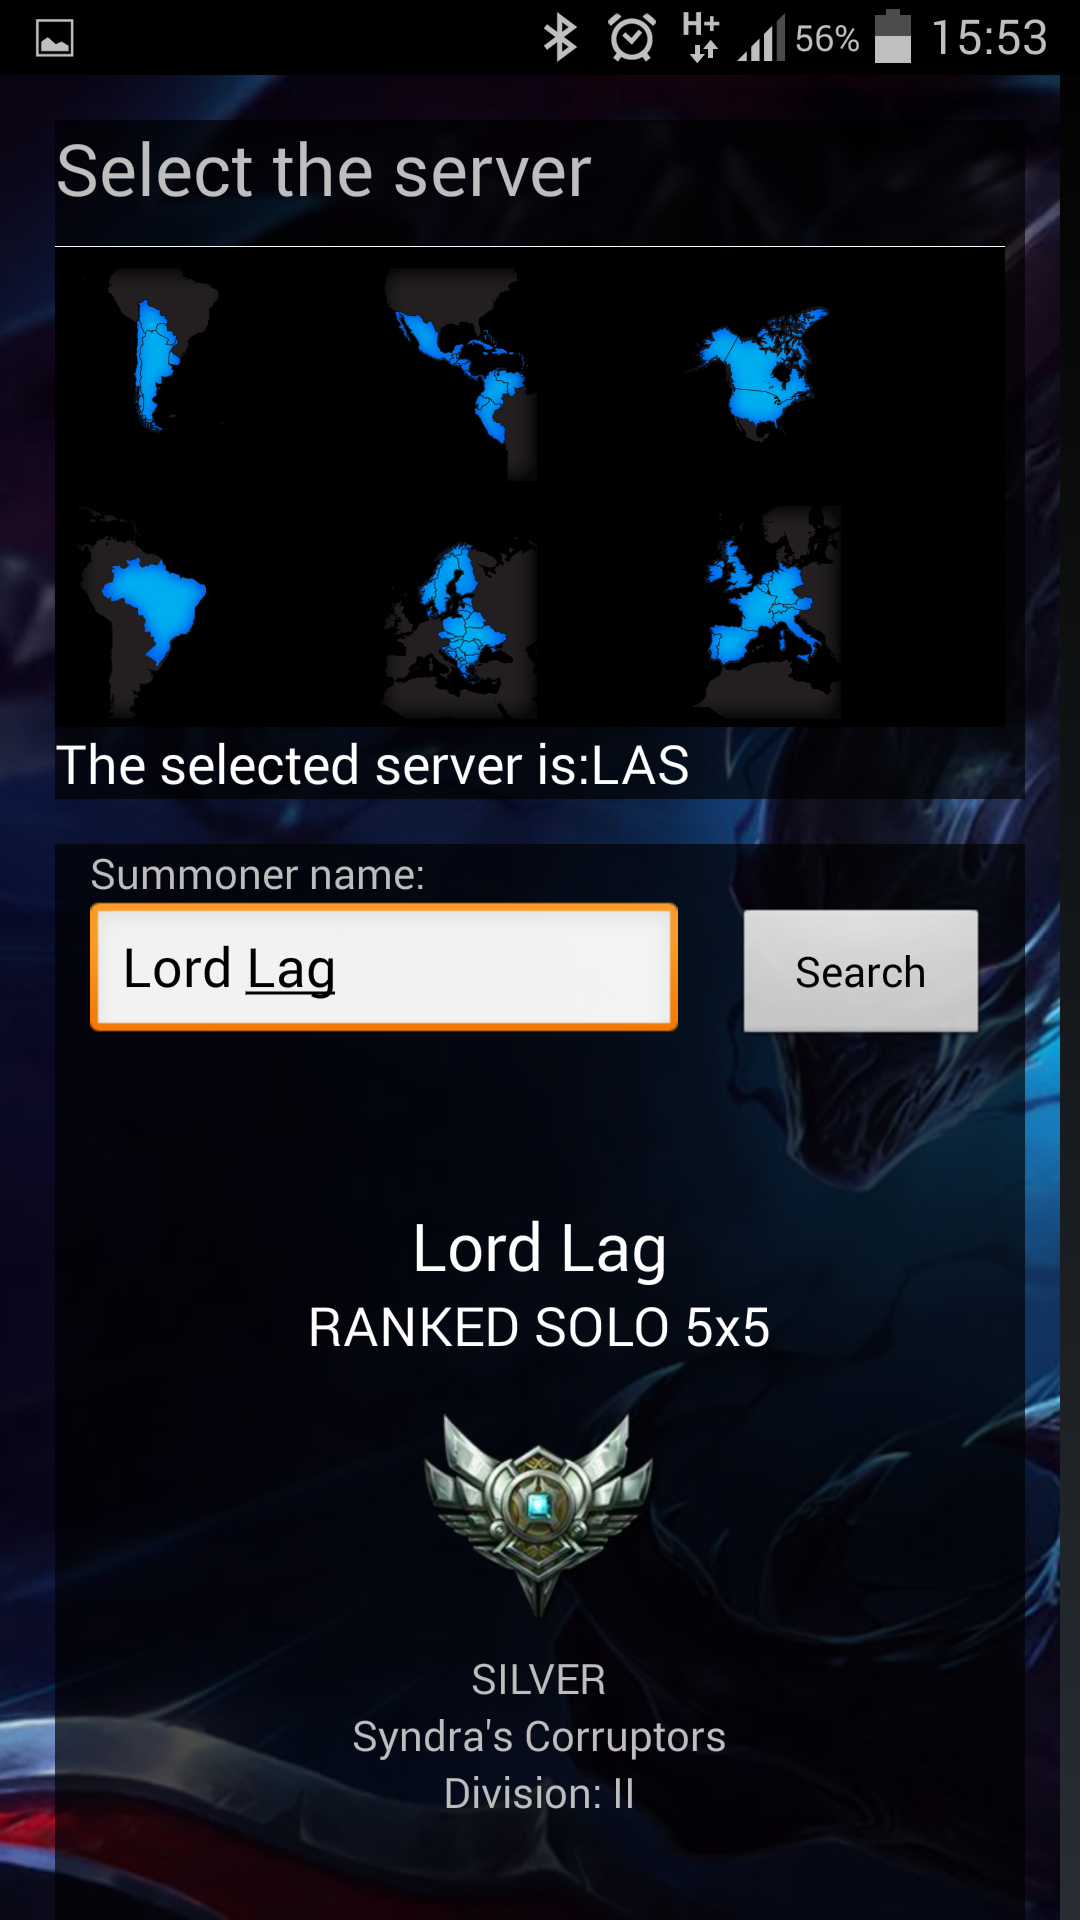 H+ 56% 15:53
Select the server
The selected server is:LAS
Summoner name:
Lord Lag
Search
Lord Lag
RANKED SOLO 5x5
SILVER
Syndra's Corruptors
Division: II